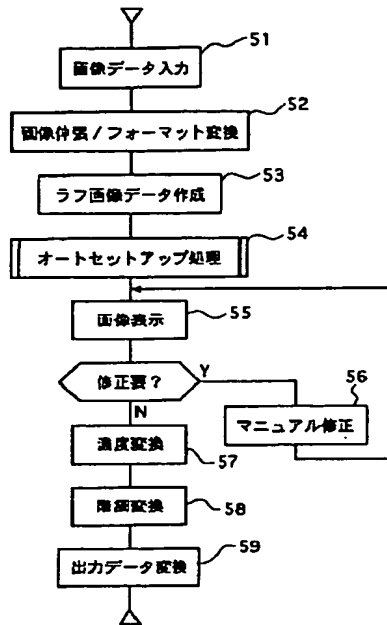 51
画像データ入力
52
画像伸張/フォーマット変換
53
ラフ画像データ作成
54
オートセットアップ処理
55
画像表示
修正要?
Y
56
マニュアル修正
N
濃度変換
57
階調変換
58
59
出力データ変換